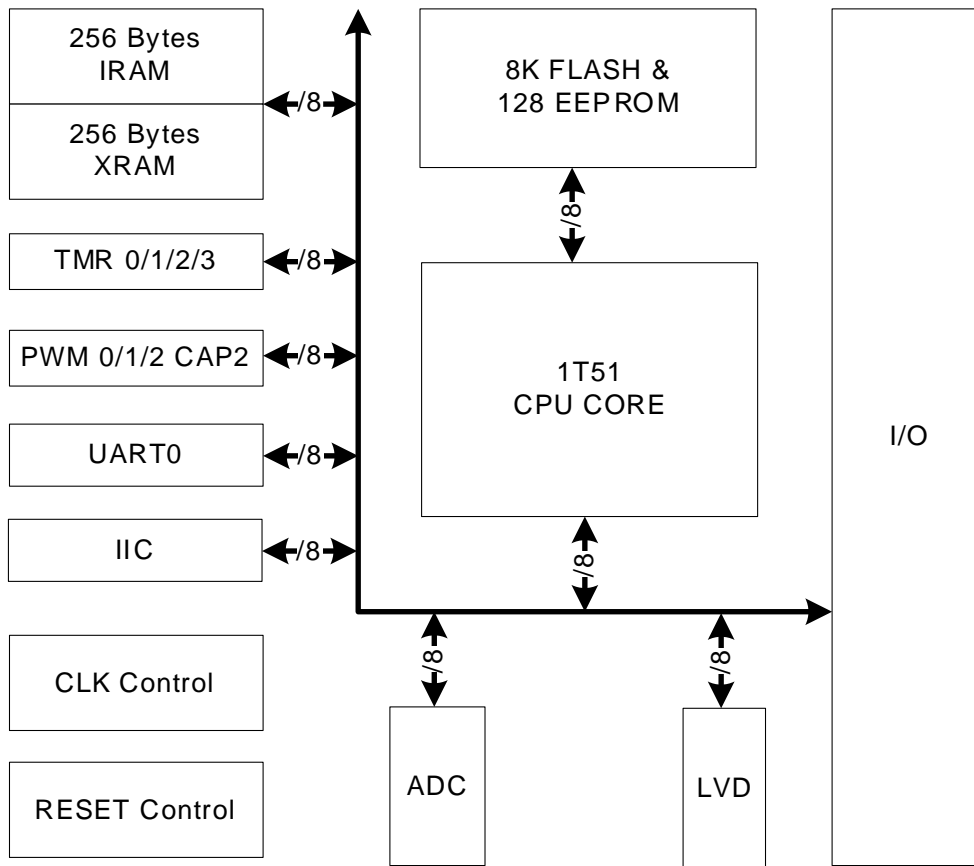 256 Bytes
IRAM
256 Bytes
XRAM
/8
8K FLASH &
128 EEPROM
/8
TMR 0/1/2/3
/8
PWM 0/1/2 CAP2
/8
1T51
CPU CORE
I/O
UART0
/8
IIC
/8
/8
CLK Control
/8
/8
RESET Control
ADC
LVD